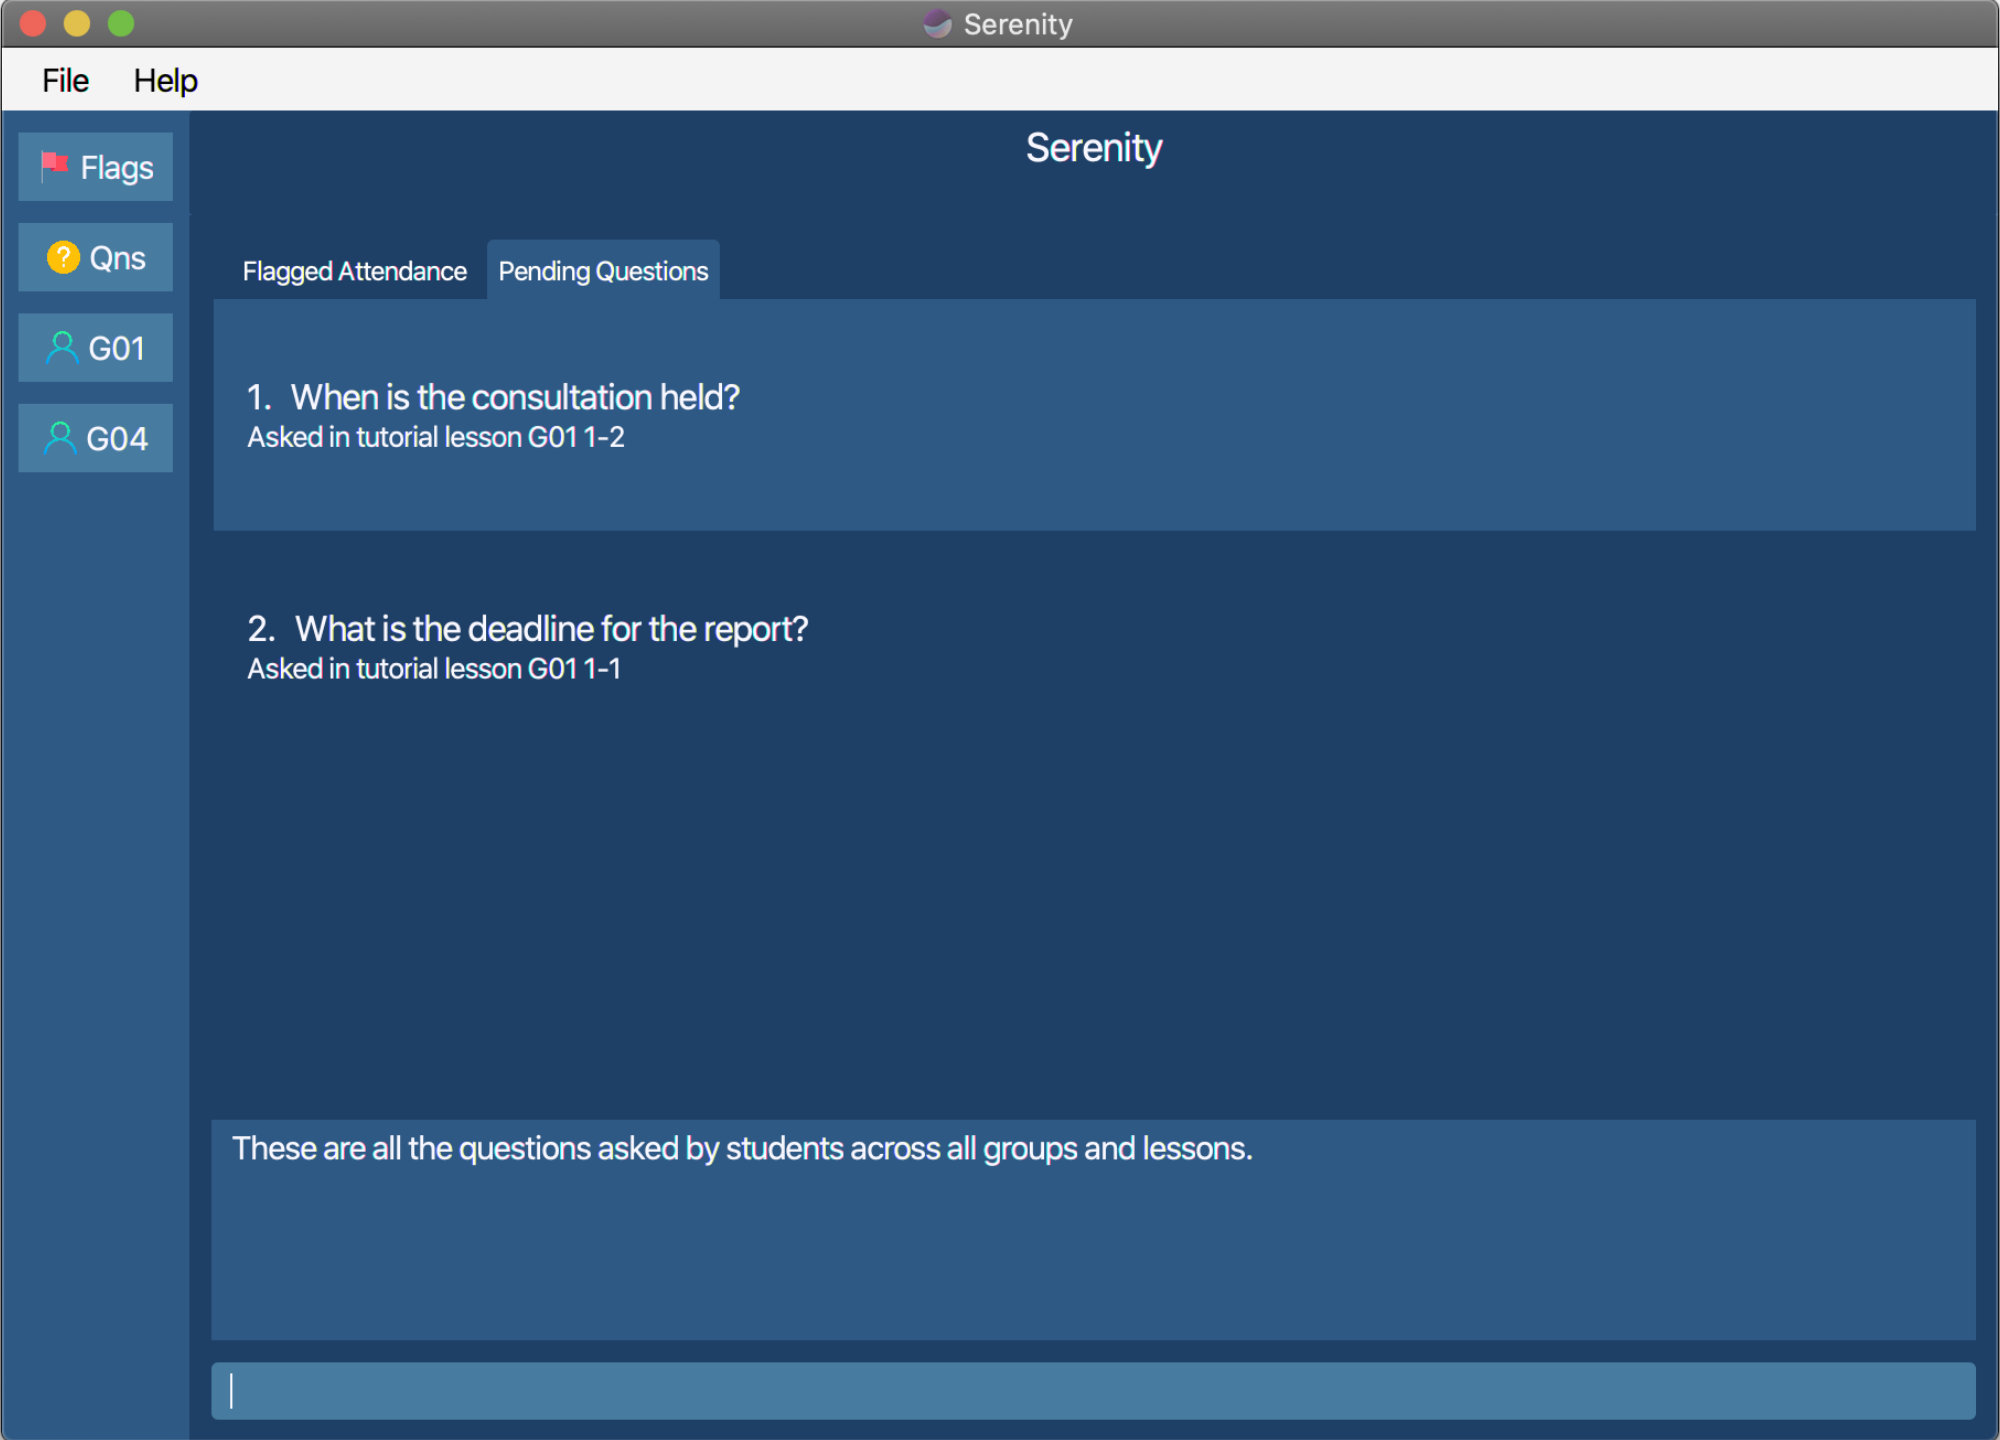 Serenity
File Help
Flags
Qns
G01
G04
Serenity
Flagged Attendance Pending Questions
1. When is the consultation held?
Asked in tutorial lesson G01 1-2
2. What is the deadline for the report?
Asked in tutorial lesson G01 1-1
These are all the questions asked by students across all groups and lessons.